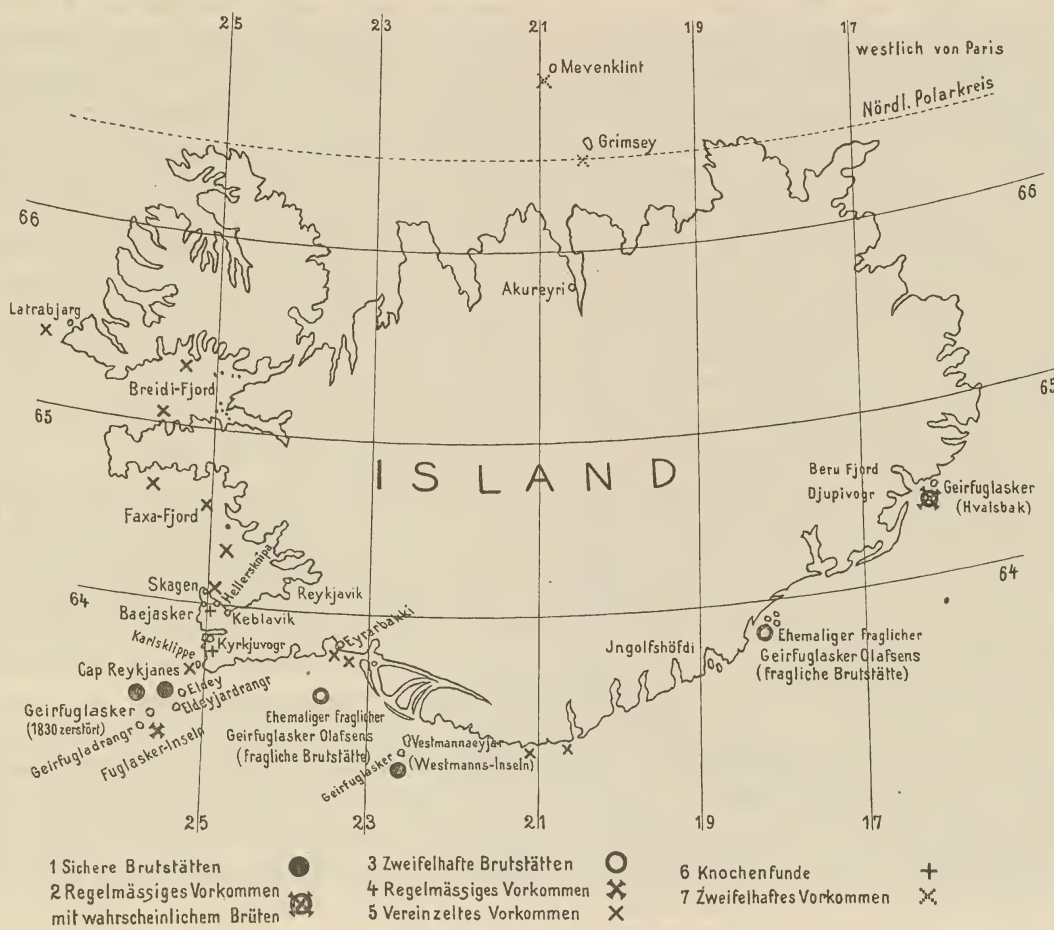 25
23
21
19
17
westlich von Paris
Mevenklint
Nördl. Polarkreis
Grimsey
66
66
Akureyri
Latrabjarg
Breidi-Fjord
65
65
ISLAND
Beru Fjord
Djupivogr
Geirfuglasker
(Hvalsbak)
Faxa-Fjord
Hellersknipa
Skagen
Reykjavik
64
64
Baejasker
Keblavik
Karlsklippe
Kyrkjuvogr
Eyrarbakki
Cap Reykjanes
Eldey
Eldeyjardrangr
Geirfuglasker
(1830 zerstört)
Geirfugladrangr
Fuglasker-Inseln
Ehemaliger fraglicher
Geirfuglasker Olafsens
(fragliche Brutstätte)
Vestmannaeyjar
(Westmanns-Inseln)
Geirfuglasker
Jngolfshöfdi
Ehemaliger fraglicher
Geirfuglasker Olafsens
(fragliche Brutstätte)
25
23
21
19
17
1 Sichere Brutstätten
2 Regelmässiges Vorkommen
mit wahrscheinlichem Brüten
3 Zweifelhafte Brutstätten
4 Regelmässiges Vorkommen
5 Vereinzeltes Vorkommen
6 Knochenfunde
7 Zweifelhaftes Vorkommen